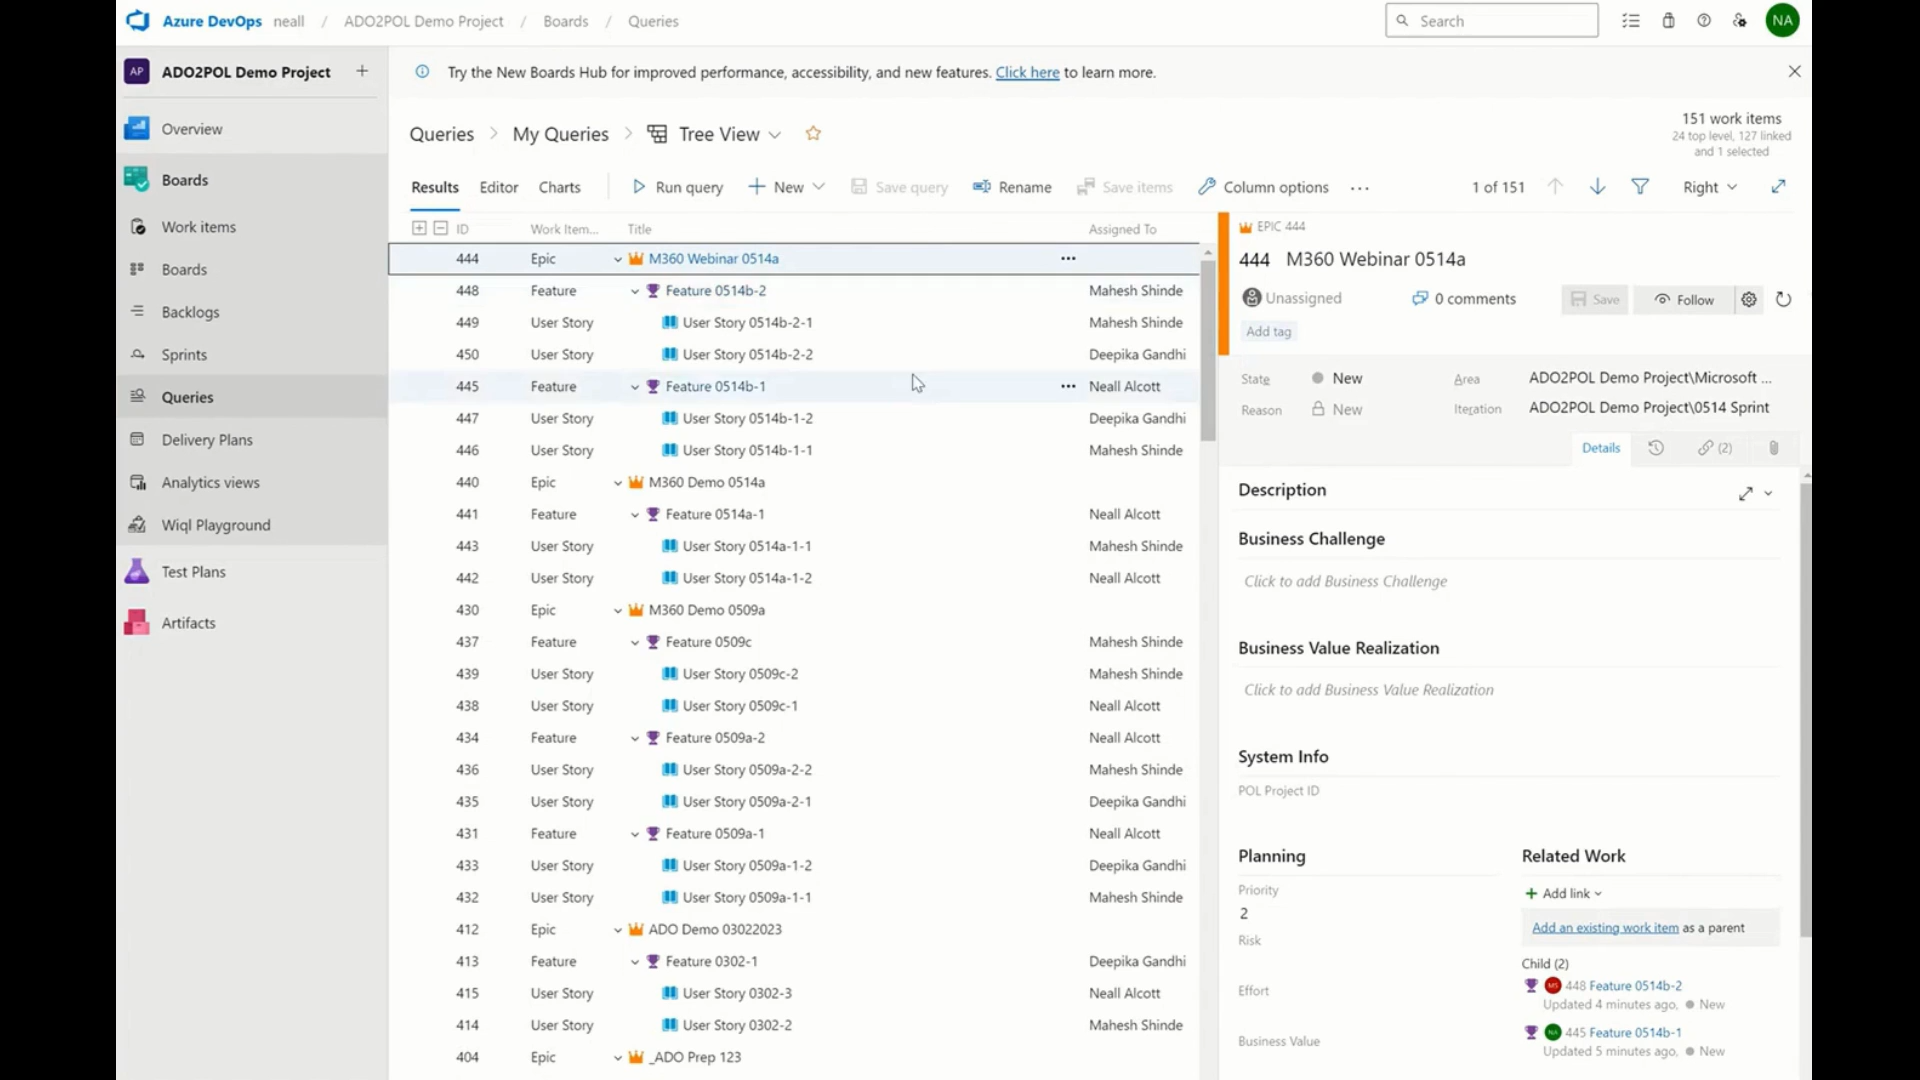 Azure DevOps neall / ADO2POL Demo Project / Boards / Queries
Search
NA
AP ADO2POL Demo Project
Try the New Boards Hub for improved performance, accessibility, and new features. Click here to learn more.
Overview
Boards
Work items
Boards
Backlogs
Sprints
Queries
Delivery Plans
Analytics views
Wiql Playground
Test Plans
Artifacts
Queries > My Queries > Tree View
151 work items
24 top level, 127 linked
and 1 selected
Results Editor Charts Run query New Save query Rename Save items Column options ... 1 of 151 Right
ID Work Item... Title Assigned To
444 Epic M360 Webinar 0514a ...
448 Feature Feature 0514b-2 Mahesh Shinde
449 User Story User Story 0514b-2-1 Mahesh Shinde
450 User Story User Story 0514b-2-2 Deepika Gandhi
445 Feature Feature 0514b-1 ... Neall Alcott
447 User Story User Story 0514b-1-2 Deepika Gandhi
446 User Story User Story 0514b-1-1 Mahesh Shinde
440 Epic M360 Demo 0514a
441 Feature Feature 0514a-1 Neall Alcott
443 User Story User Story 0514a-1-1 Mahesh Shinde
442 User Story User Story 0514a-1-2 Neall Alcott
430 Epic M360 Demo 0509a
437 Feature Feature 0509c Mahesh Shinde
439 User Story User Story 0509c-2 Mahesh Shinde
438 User Story User Story 0509c-1 Neall Alcott
434 Feature Feature 0509a-2 Neall Alcott
436 User Story User Story 0509a-2-2 Mahesh Shinde
435 User Story User Story 0509a-2-1 Deepika Gandhi
431 Feature Feature 0509a-1 Neall Alcott
433 User Story User Story 0509a-1-2 Deepika Gandhi
432 User Story User Story 0509a-1-1 Mahesh Shinde
412 Epic ADO Demo 03022023
413 Feature Feature 0302-1 Deepika Gandhi
415 User Story User Story 0302-3 Neall Alcott
414 User Story User Story 0302-2 Mahesh Shinde
404 Epic _ADO Prep 123
EPIC 444
444 M360 Webinar 0514a
Unassigned 0 comments Save Follow
Add tag
State New Area ADO2POL Demo Project\Microsoft ...
Reason New Iteration ADO2POL Demo Project\0514 Sprint
Details (2)
Description
Business Challenge
Click to add Business Challenge
Business Value Realization
Click to add Business Value Realization
System Info
POL Project ID
Planning
Priority
2
Risk
Effort
Business Value
Related Work
Add link
Add an existing work item as a parent
Child (2)
MS 448 Feature 0514b-2
Updated 4 minutes ago, New
NA 445 Feature 0514b-1
Updated 5 minutes ago, New